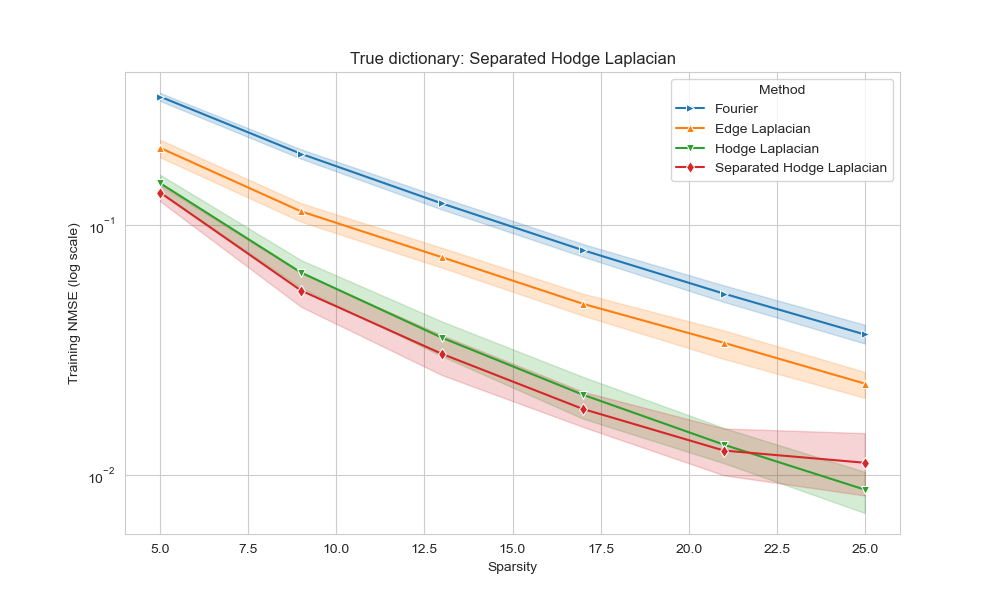 True dictionary: Separated Hodge Laplacian
Method
Fourier
Edge Laplacian
Hodge Laplacian
Separated Hodge Laplacian
Training NMSE (log scale)
10⁻¹
10⁻²
5.0 7.5 10.0 12.5 15.0 17.5 20.0 22.5 25.0
Sparsity